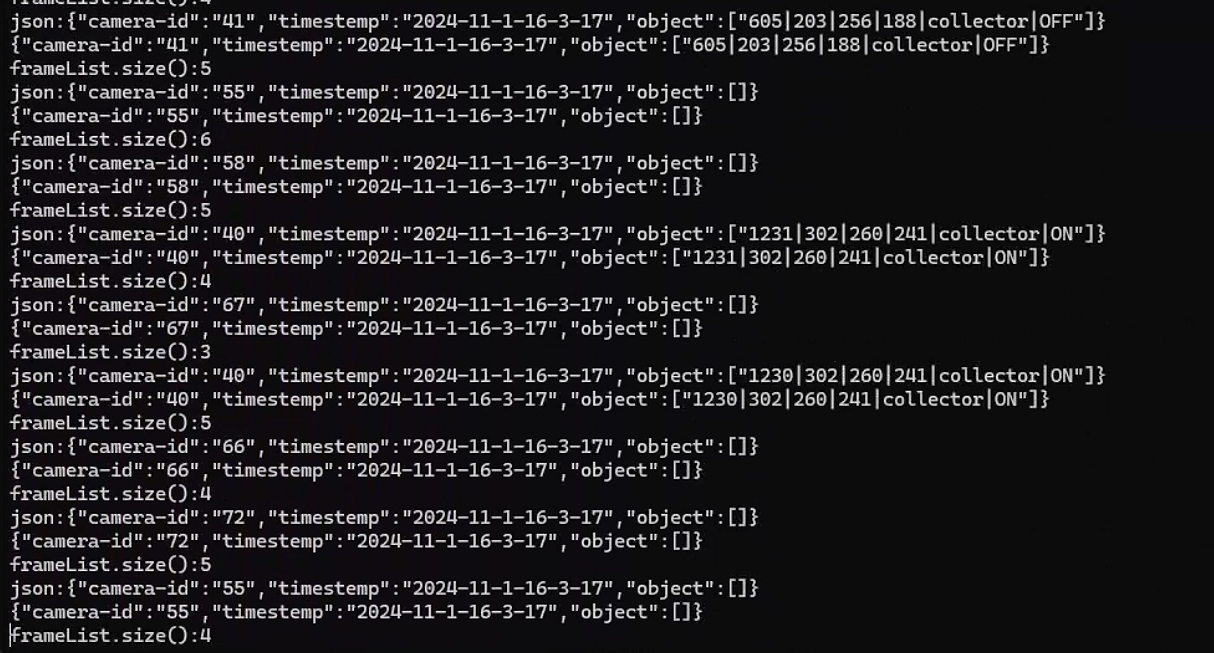 frameList.size():4
json:{"camera-id":"41","timestemp":"2024-11-1-16-3-17","object":["605|203|256|188|collector|OFF"]}
{"camera-id":"41","timestemp":"2024-11-1-16-3-17","object":["605|203|256|188|collector|OFF"]}
frameList.size():5
json:{"camera-id":"55","timestemp":"2024-11-1-16-3-17","object":[]}
{"camera-id":"55","timestemp":"2024-11-1-16-3-17","object":[]}
frameList.size():6
json:{"camera-id":"58","timestemp":"2024-11-1-16-3-17","object":[]}
{"camera-id":"58","timestemp":"2024-11-1-16-3-17","object":[]}
frameList.size():5
json:{"camera-id":"40","timestemp":"2024-11-1-16-3-17","object":["1231|302|260|241|collector|ON"]}
{"camera-id":"40","timestemp":"2024-11-1-16-3-17","object":["1231|302|260|241|collector|ON"]}
frameList.size():4
json:{"camera-id":"67","timestemp":"2024-11-1-16-3-17","object":[]}
{"camera-id":"67","timestemp":"2024-11-1-16-3-17","object":[]}
frameList.size():3
json:{"camera-id":"40","timestemp":"2024-11-1-16-3-17","object":["1230|302|260|241|collector|ON"]}
{"camera-id":"40","timestemp":"2024-11-1-16-3-17","object":["1230|302|260|241|collector|ON"]}
frameList.size():5
json:{"camera-id":"66","timestemp":"2024-11-1-16-3-17","object":[]}
{"camera-id":"66","timestemp":"2024-11-1-16-3-17","object":[]}
frameList.size():4
json:{"camera-id":"72","timestemp":"2024-11-1-16-3-17","object":[]}
{"camera-id":"72","timestemp":"2024-11-1-16-3-17","object":[]}
frameList.size():5
json:{"camera-id":"55","timestemp":"2024-11-1-16-3-17","object":[]}
{"camera-id":"55","timestemp":"2024-11-1-16-3-17","object":[]}
frameList.size():4